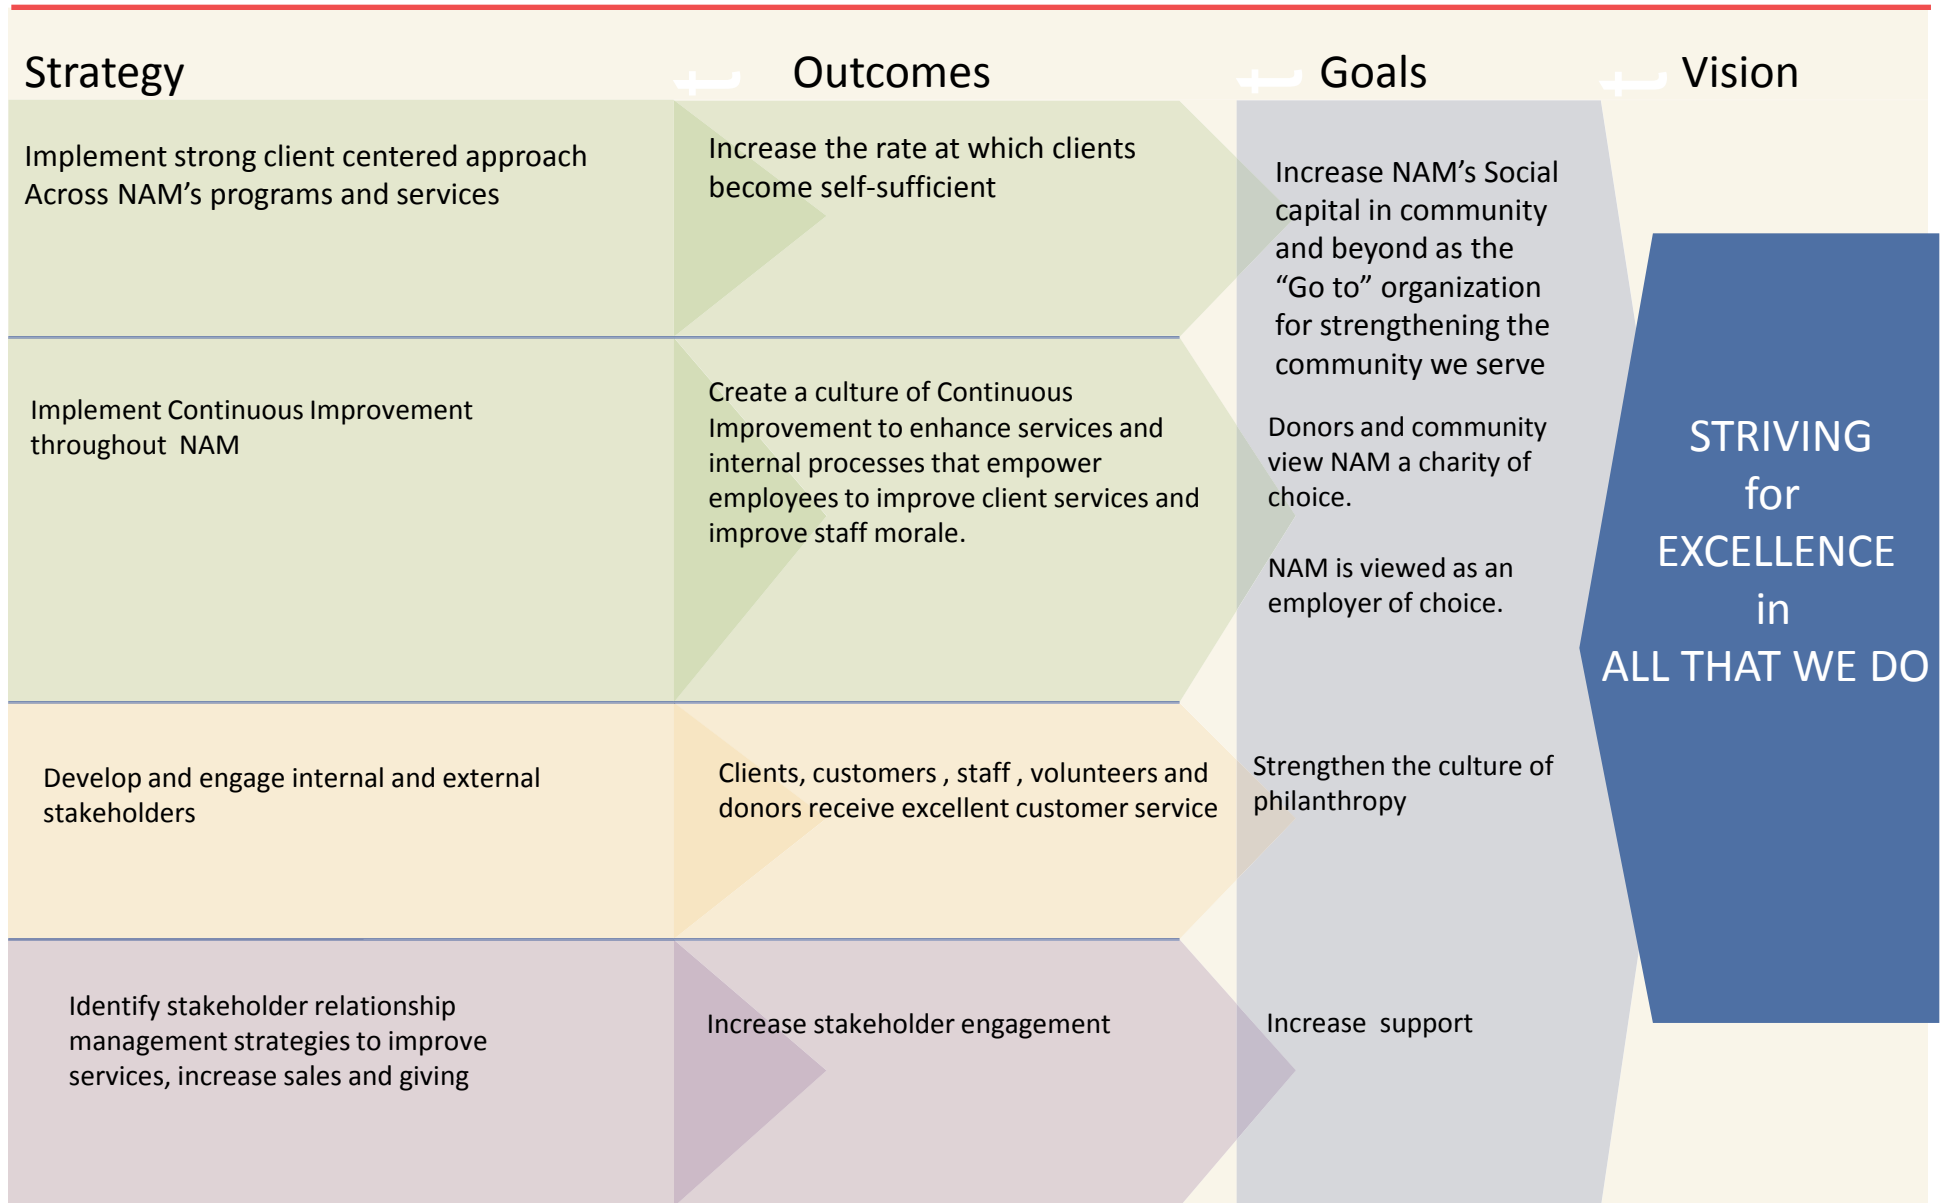 Strategy
Outcomes
Goals
Vision
Implement strong client centered approach
Across NAM's programs and services
Increase the rate at which clients
become self-sufficient
Increase NAM's Social
capital in community
and beyond as the
“Go to” organization
for strengthening the
community we serve
Implement Continuous Improvement
throughout  NAM
Create a culture of Continuous
Improvement to enhance services and
internal processes that empower
employees to improve client services and
improve staff morale.
Donors and community
view NAM a charity of
choice.
NAM is viewed as an
employer of choice.
Develop and engage internal and external
stakeholders
Clients, customers , staff , volunteers and
donors receive excellent customer service
Strengthen the culture of
philanthropy
Identify stakeholder relationship
management strategies to improve
services, increase sales and giving
Increase stakeholder engagement
Increase  support
STRIVING
for
EXCELLENCE
in
ALL THAT WE DO